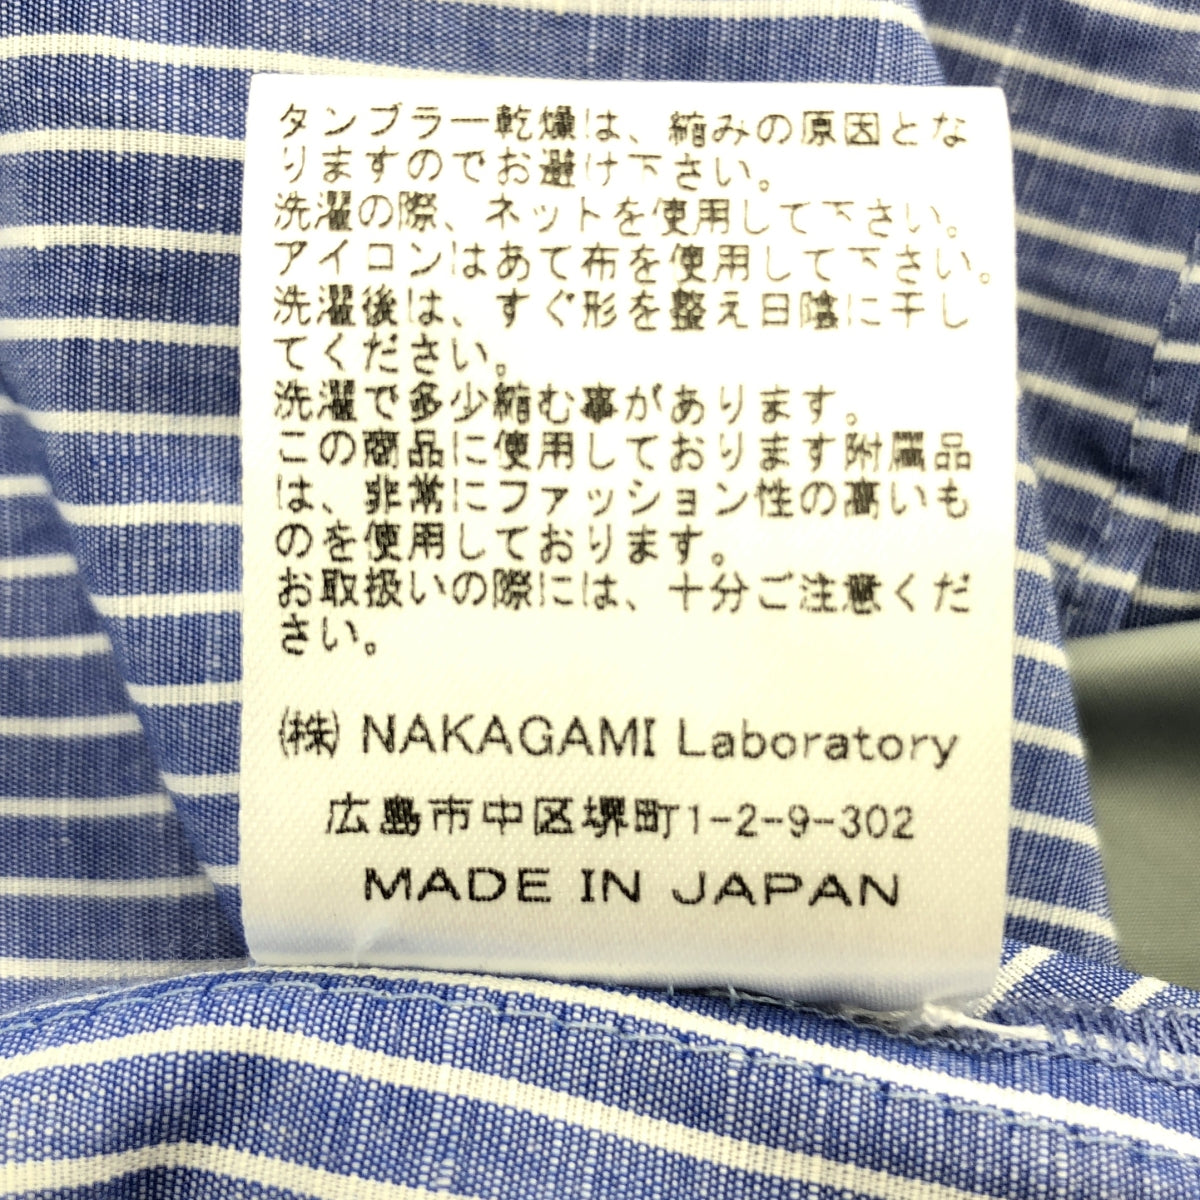 タンブラー乾燥は、縮みの原因とな
りますのでお避け下さい。
洗濯の際、ネットを使用して下さい。
アイロンはあて布を使用して下さい。
洗濯後は、すぐ形を整え日陰に干し
てください。
洗濯で多少縮む事があります。
この商品に使用しております附属品
は、非常にファッション性の高いも
のを使用しております。
お取扱いの際には、十分ご注意くだ
さい。
㈱ NAKAGAMI Laboratory
広島市中区堺町1-2-9-302
MADE IN JAPAN